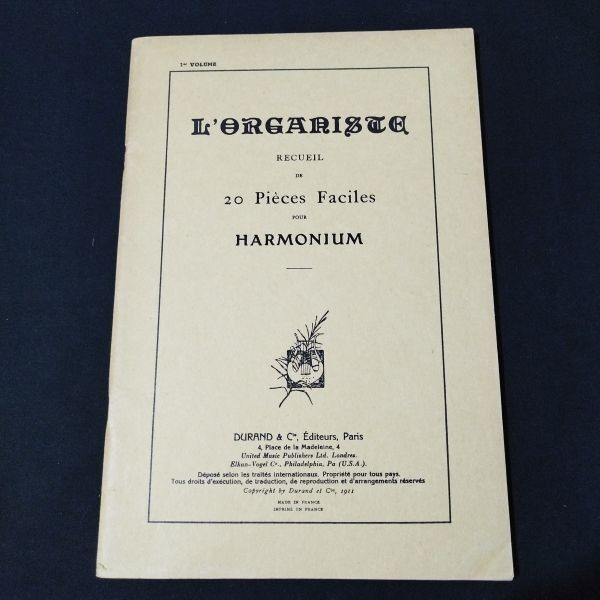 1er VOLUME
L'ORGANISTE
RECUEIL
DE
20 Pièces Faciles
POUR
HARMONIUM
DURAND & Cie, Éditeurs, Paris
4, Place de la Madeleine, 4
United Music Publishers Ltd. Londres.
Elkan-Vogel Co., Philadelphia, Pa (U.S.A.).
Déposé selon les traités internationaux. Propriété pour tous pays.
Tous droits d'exécution, de traduction, de reproduction et d'arrangements réservés
Copyright by Durand et Cie, 1911
MADE IN FRANCE
IMPRIMÉ EN FRANCE